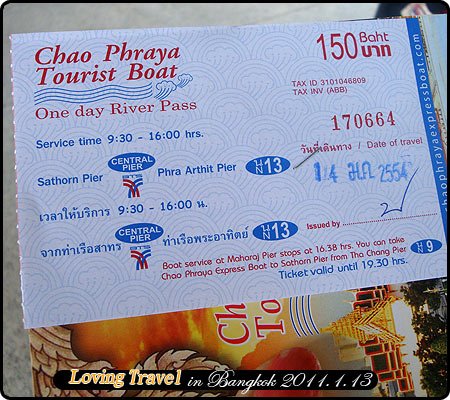 Chao Phraya
Tourist Boat
One day River Pass
150 Baht
บาท
TAX ID 3101046809
TAX INV (ABB)
170664
วันที่เดินทาง / Date of travel
14 ม.ค. 2554
Service time 9:30 - 16:00 hrs.
Sathorn Pier CENTRAL PIER BTS Phra Arthit Pier N 13
เวลาให้บริการ 9:30 - 16:00 น.
จากท่าเรือสาทร CENTRAL PIER BTS ท่าเรือพระอาทิตย์ N 13
Issued by
Boat service at Maharaj Pier stops at 16.38 hrs. You can take
Chao Phraya Express Boat to Sathorn Pier from Tha Chang Pier N 9
Ticket valid until 19.30 hrs.
chaophrayaexpressboat.com
Loving Travel in Bangkok 2011.1.13